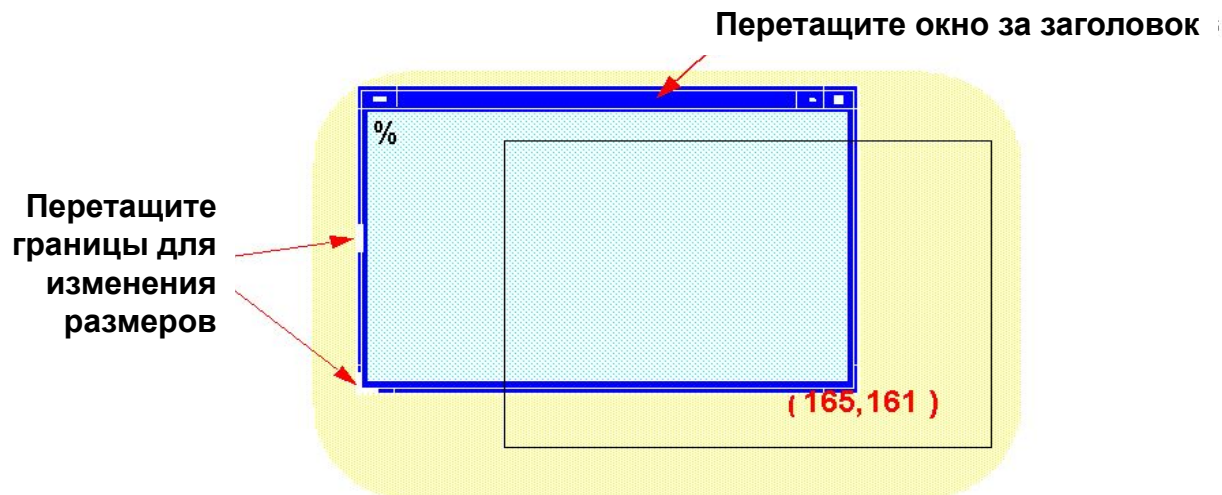 Перетащите окно за заголовок
%
Перетащите
границы для
изменения
размеров
( 165,161 )